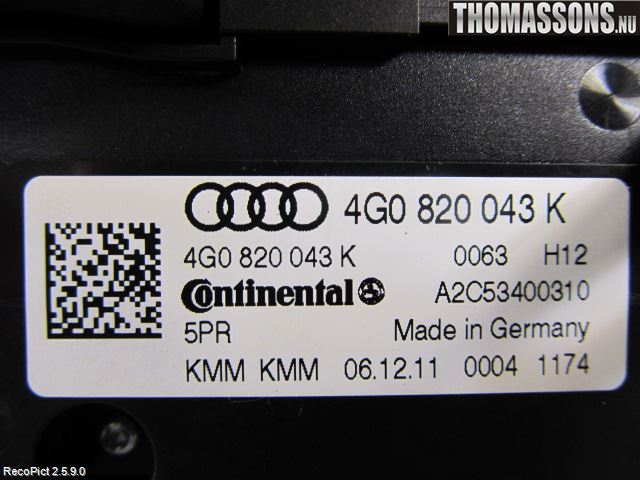 THOMASSONS.NU
4G0 820 043 K
4G0 820 043 K 0063 H12
Continental A2C53400310
5PR Made in Germany
KMM KMM 06.12.11 0004 1174
RecoPict 2.5.9.0